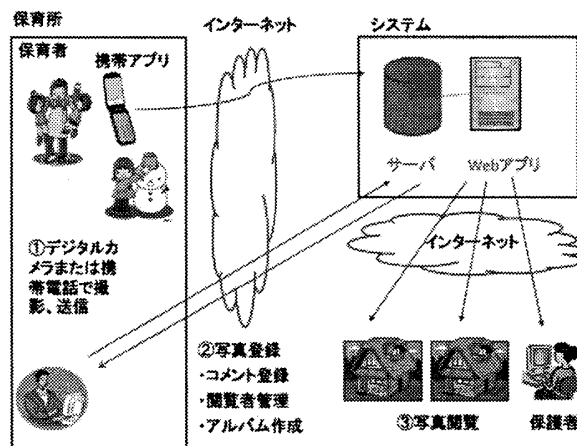 保育所
保育者
携帯アプリ
①デジタルカ
メラまたは携
帯電話で撮
影、送信
インターネット
②写真登録
・コメント登録
・閲覧者管理
・アルバム作成
システム
サーバ
Webアプリ
インターネット
③写真閲覧
保護者